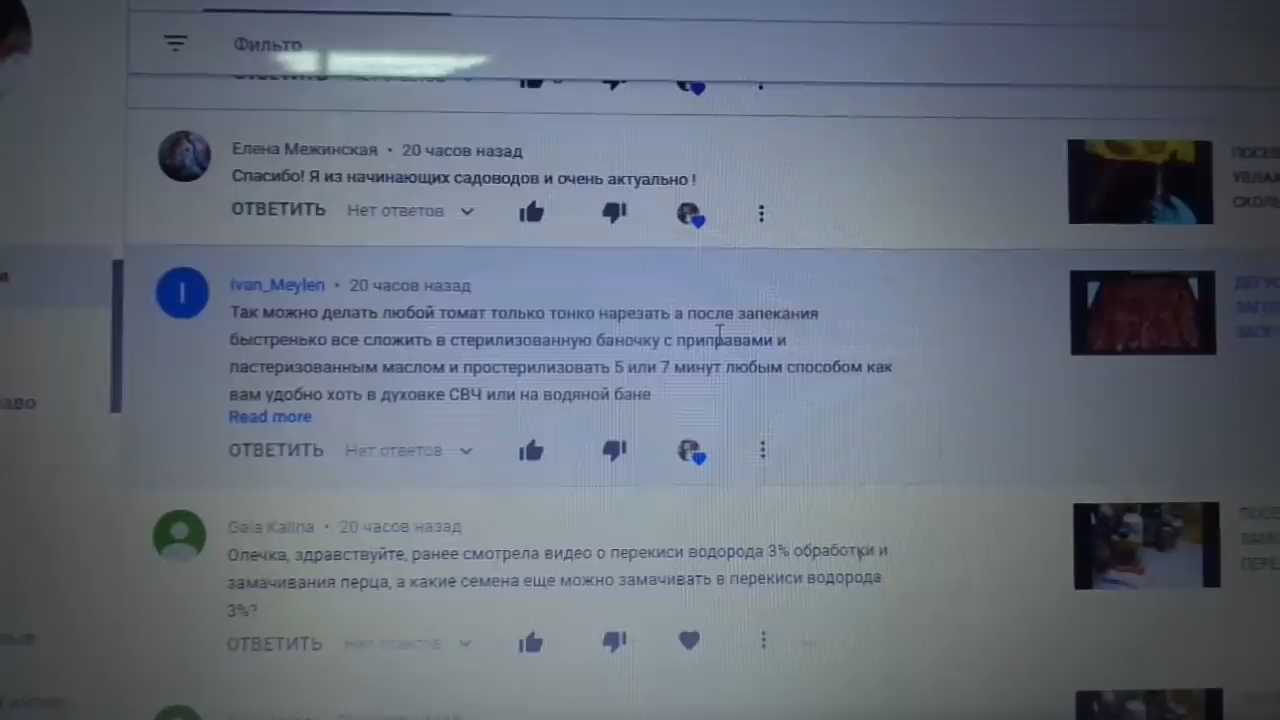 Фильтр
ОТВЕТИТЬ
Елена Межинская • 20 часов назад
Спасибо! Я из начинающих садоводов и очень актуально !
ОТВЕТИТЬ Нет ответов
Ivan_Meylen • 20 часов назад
Так можно делать любой томат только тонко нарезать а после запекания
быстренько все сложить в стерилизованную баночку с приправами и
пастеризованным маслом и простерилизовать 5 или 7 минут любым способом как
вам удобно хоть в духовке СВЧ или на водяной бане
Read more
ОТВЕТИТЬ Нет ответов
I
Gala Kalina • 20 часов назад
Олечка, здравствуйте, ранее смотрела видео о перекиси водорода 3% обработки и
замачивания перца, а какие семена еще можно замачивать в перекиси водорода
3%?
ОТВЕТИТЬ Нет ответов